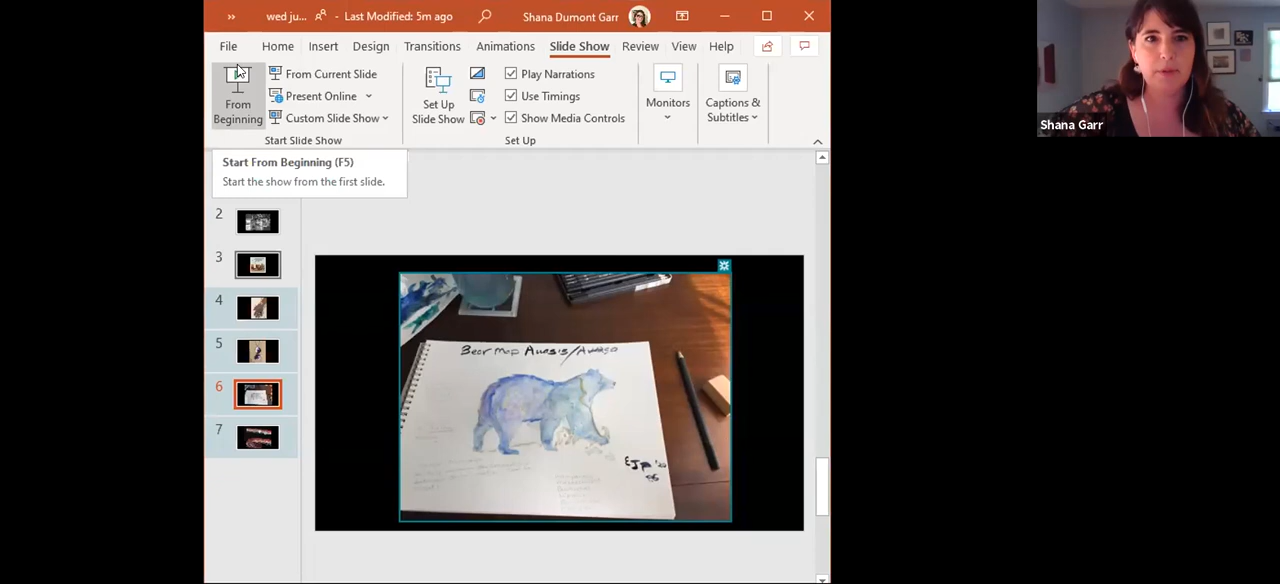 wed ju... - Last Modified: 5m ago Shana Dumont Garr
File Home Insert Design Transitions Animations Slide Show Review View Help
From Beginning
From Current Slide
Present Online
Custom Slide Show
Start Slide Show
Set Up Slide Show
Play Narrations
Use Timings
Show Media Controls
Set Up
Monitors
Captions & Subtitles
Start From Beginning (F5)
Start the show from the first slide.
2
3
4
5
6
7
Bear Map
EJP
Shana Garr